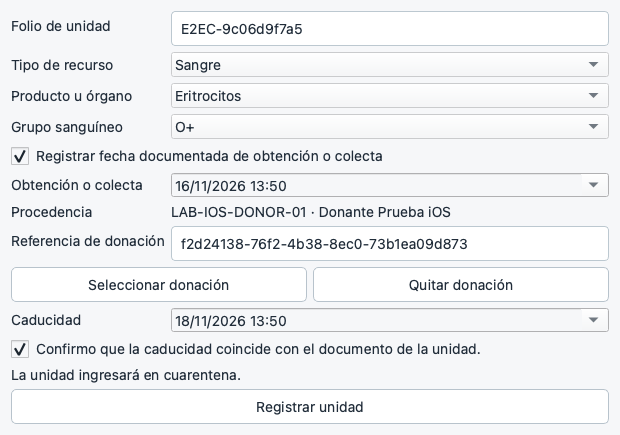 Folio de unidad E2EC-9c06d9f7a5
Tipo de recurso Sangre
Producto u órgano Eritrocitos
Grupo sanguíneo O+
Registrar fecha documentada de obtención o colecta
Obtención o colecta 16/11/2026 13:50
Procedencia LAB-IOS-DONOR-01 · Donante Prueba iOS
Referencia de donación f2d24138-76f2-4b38-8ec0-73b1ea09d873
Seleccionar donación Quitar donación
Caducidad 18/11/2026 13:50
Confirmo que la caducidad coincide con el documento de la unidad.
La unidad ingresará en cuarentena.
Registrar unidad